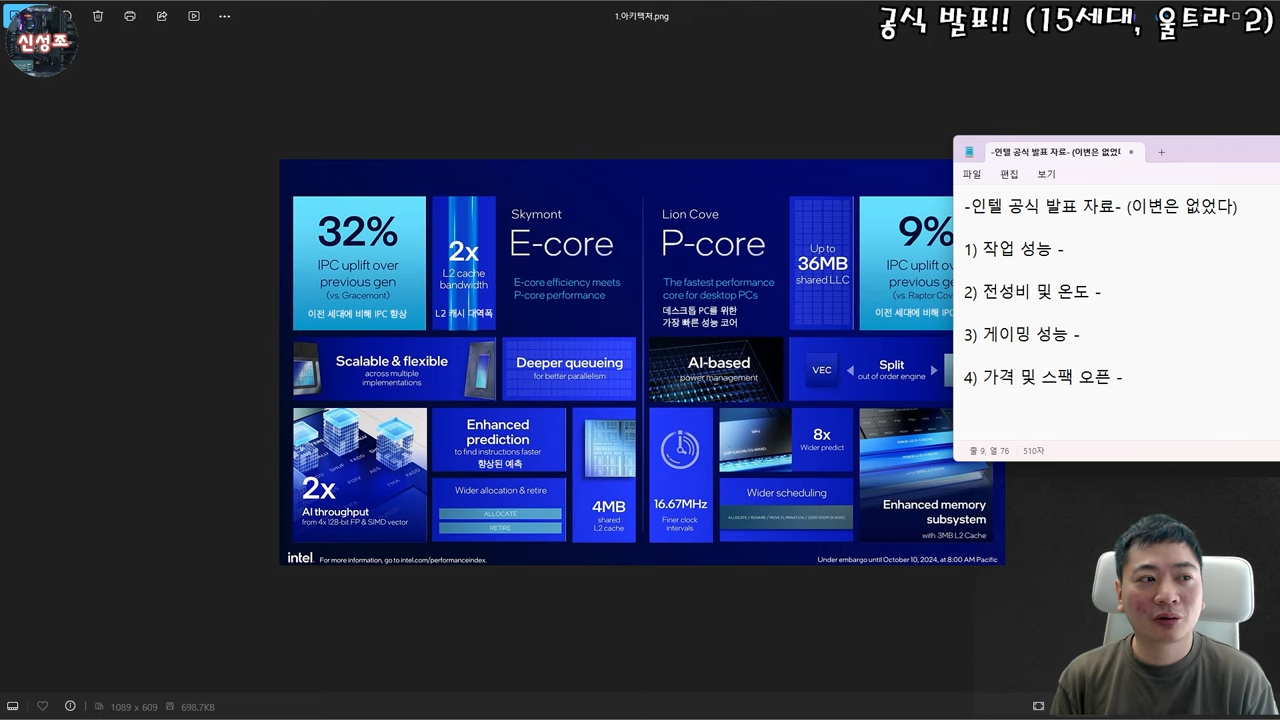 1.아키택처.png
공식 발표!! (15세대, 울트라 2)
신성조
32%
IPC uplift over
previous gen
(vs. Gracemont)
이전 세대에 비해 IPC 향상
2x
L2 cache
bandwidth
L2 캐시 대역폭
Skymont
E-core
E-core efficiency meets
P-core performance
Lion Cove
P-core
The fastest performance
core for desktop PCs
데스크톱 PC를 위한
가장 빠른 성능 코어
Up to
36MB
shared LLC
9%
IPC uplift ov
previous gen
(vs. Raptor Cov
이전 세대에 비해 IP
Scalable & flexible
across multiple
implementations
Deeper queueing
for better parallelism
AI-based
power management
VEC
Split
out of order engine
2x
AI throughput
from 4x 128-bit FP & SIMD vector
Enhanced
prediction
to find instructions faster
향상된 예측
Wider allocation & retire
ALLOCATE
RETIRE
4MB
shared
L2 cache
16.67MHz
Finer clock
intervals
8x
Wider predict
Wider scheduling
ALLOCATE / RENAME / MOVE ELIMINATION / ZERO IDIOM
Enhanced memory
subsystem
with 3MB L2 Cache
intel. For more information, go to intel.com/performanceindex.
Under embargo until October 10, 2024, at 8:00 AM Pacific
-인텔 공식 발표 자료- (이변은 없었다
파일 편집 보기
-인텔 공식 발표 자료- (이변은 없었다)
1) 작업 성능 -
2) 전성비 및 온도 -
3) 게이밍 성능 -
4) 가격 및 스팩 오픈 -
줄 9, 열 76 510자
1089 x 609 698.7KB